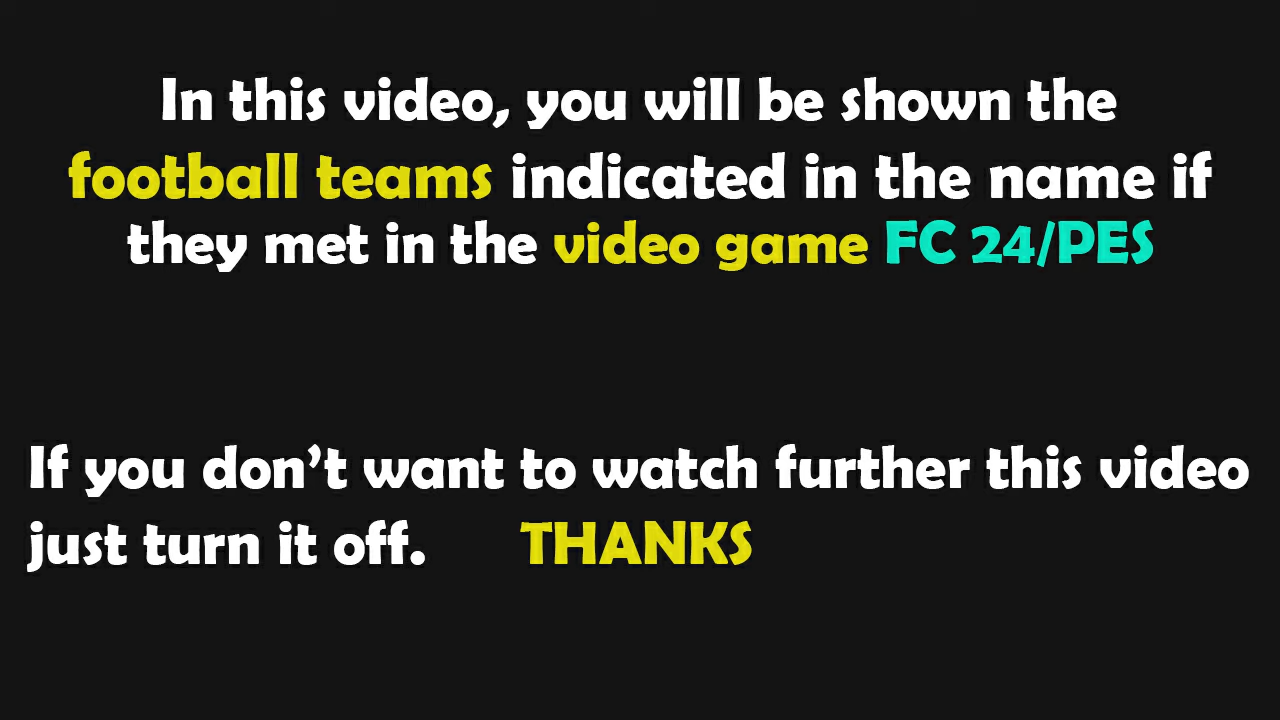 In this video, you will be shown the
football teams indicated in the name if
they met in the video game FC 24/PES
If you don't want to watch further this video
just turn it off. THANKS